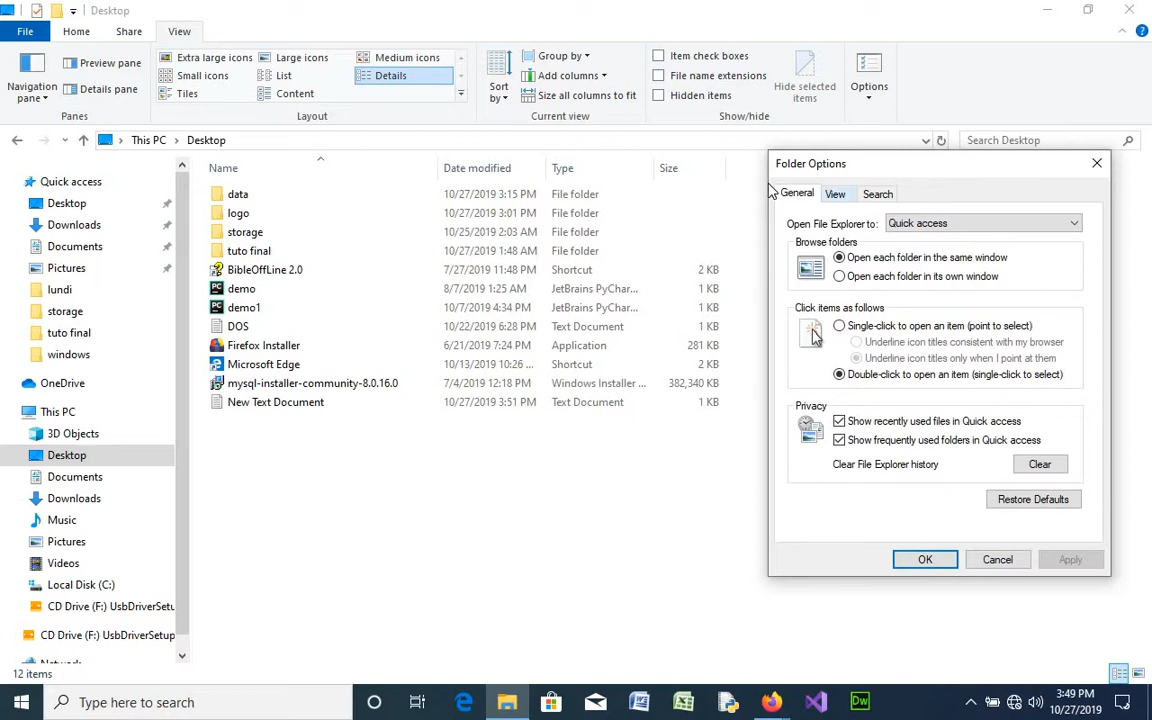 Desktop
File Home Share View
Navigation pane
Preview pane
Details pane
Panes
Extra large icons Large icons Medium icons
Small icons List Details
Tiles Content
Layout
Sort by
Group by
Add columns
Size all columns to fit
Current view
Item check boxes
File name extensions
Hidden items
Hide selected items
Show/hide
Options
This PC Desktop
Search Desktop
Quick access
Desktop
Downloads
Documents
Pictures
lundi
storage
tuto final
windows
OneDrive
This PC
3D Objects
Desktop
Documents
Downloads
Music
Pictures
Videos
Local Disk (C:)
CD Drive (F:) UsbDriverSetu
CD Drive (F:) UsbDriverSetup
Name Date modified Type Size
data 10/27/2019 3:15 PM File folder
logo 10/27/2019 3:01 PM File folder
storage 10/25/2019 2:03 AM File folder
tuto final 10/27/2019 1:48 AM File folder
BibleOffLine 2.0 7/27/2019 11:48 PM Shortcut 2 KB
demo 8/7/2019 1:25 AM JetBrains PyChar... 1 KB
demo1 10/7/2019 4:34 PM JetBrains PyChar... 1 KB
DOS 10/22/2019 6:28 PM Text Document 1 KB
Firefox Installer 6/21/2019 7:24 PM Application 281 KB
Microsoft Edge 10/13/2019 10:26 ... Shortcut 2 KB
mysql-installer-community-8.0.16.0 7/4/2019 12:18 PM Windows Installer ... 382,340 KB
New Text Document 10/27/2019 3:51 PM Text Document 1 KB
Folder Options
General View Search
Open File Explorer to: Quick access
Browse folders
Open each folder in the same window
Open each folder in its own window
Click items as follows
Single-click to open an item (point to select)
Underline icon titles consistent with my browser
Underline icon titles only when I point at them
Double-click to open an item (single-click to select)
Privacy
Show recently used files in Quick access
Show frequently used folders in Quick access
Clear File Explorer history Clear
Restore Defaults
OK Cancel Apply
12 items
Type here to search
3:49 PM
10/27/2019